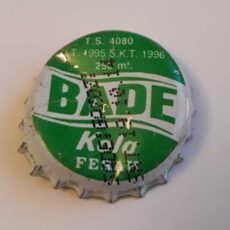 T.S. 4080
.T. 1995 S.K.T. 1996
250 ml.
BADE
Kola
FERAH